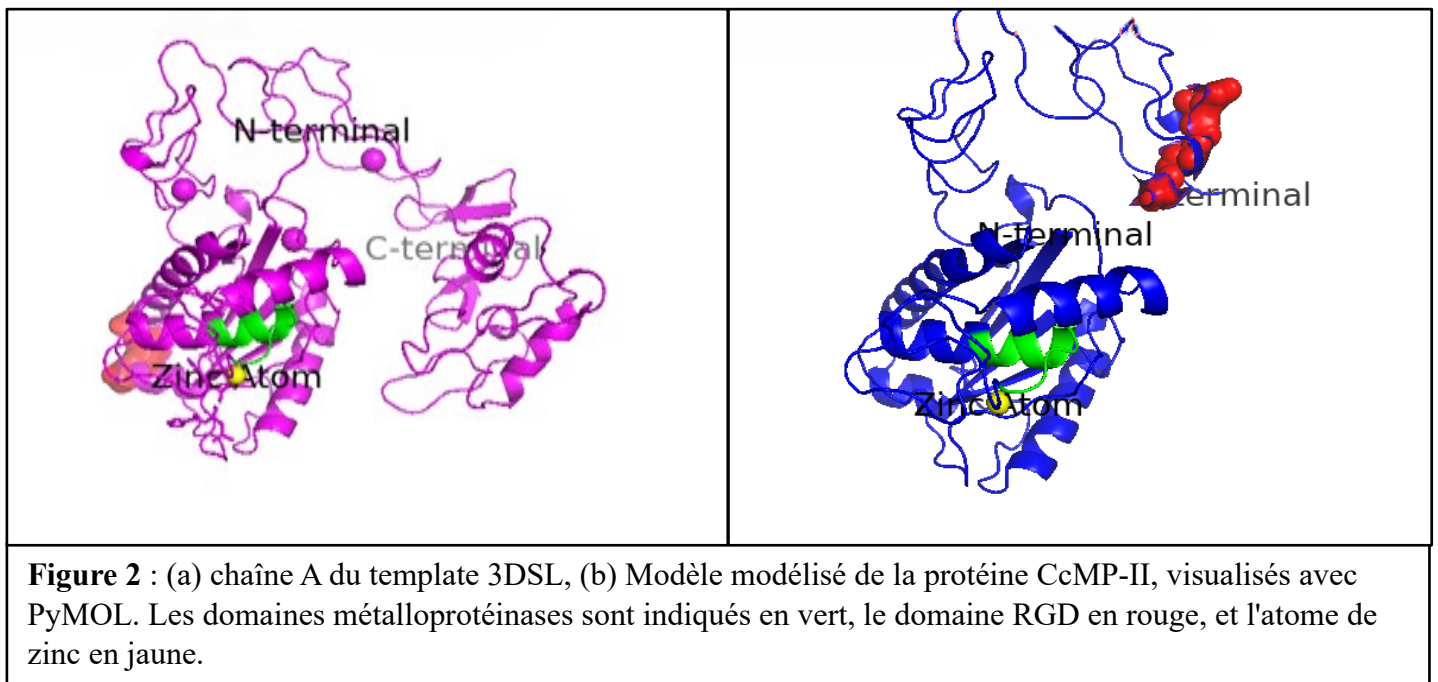 N-terminal
C-terminal
Zinc Atom
erminal
N-terminal
Zinc Atom
Figure 2 : (a) chaîne A du template 3DSL, (b) Modèle modélisé de la protéine CcMP-II, visualisés avec
PyMOL. Les domaines métalloprotéinases sont indiqués en vert, le domaine RGD en rouge, et l'atome de
zinc en jaune.